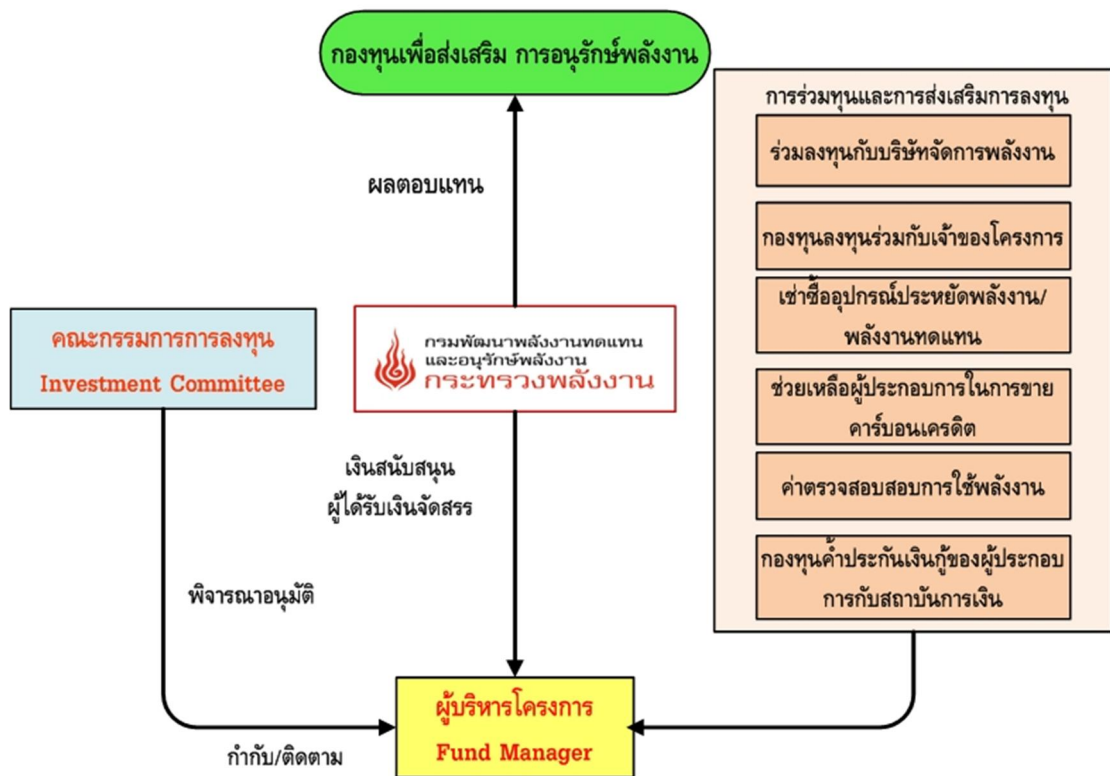 กองทุนเพื่อส่งเสริม การอนุรักษ์พลังงาน
ผลตอบแทน
คณะกรรมการการลงทุน
Investment Committee
กรมพัฒนาพลังงานทดแทน
และอนุรักษ์พลังงาน
กระทรวงพลังงาน
เงินสนับสนุน
ผู้ได้รับเงินจัดสรร
พิจารณาอนุมัติ
กำกับ/ติดตาม
ผู้บริหารโครงการ
Fund Manager
การร่วมทุนและการส่งเสริมการลงทุน
ร่วมลงทุนกับบริษัทจัดการพลังงาน
กองทุนลงทุนร่วมกับเจ้าของโครงการ
เช่าซื้ออุปกรณ์ประหยัดพลังงาน/
พลังงานทดแทน
ช่วยเหลือผู้ประกอบการในการขาย
คาร์บอนเครดิต
ค่าตรวจสอบสอบการใช้พลังงาน
กองทุนค้ำประกันเงินกู้ของผู้ประกอบ
การกับสถาบันการเงิน